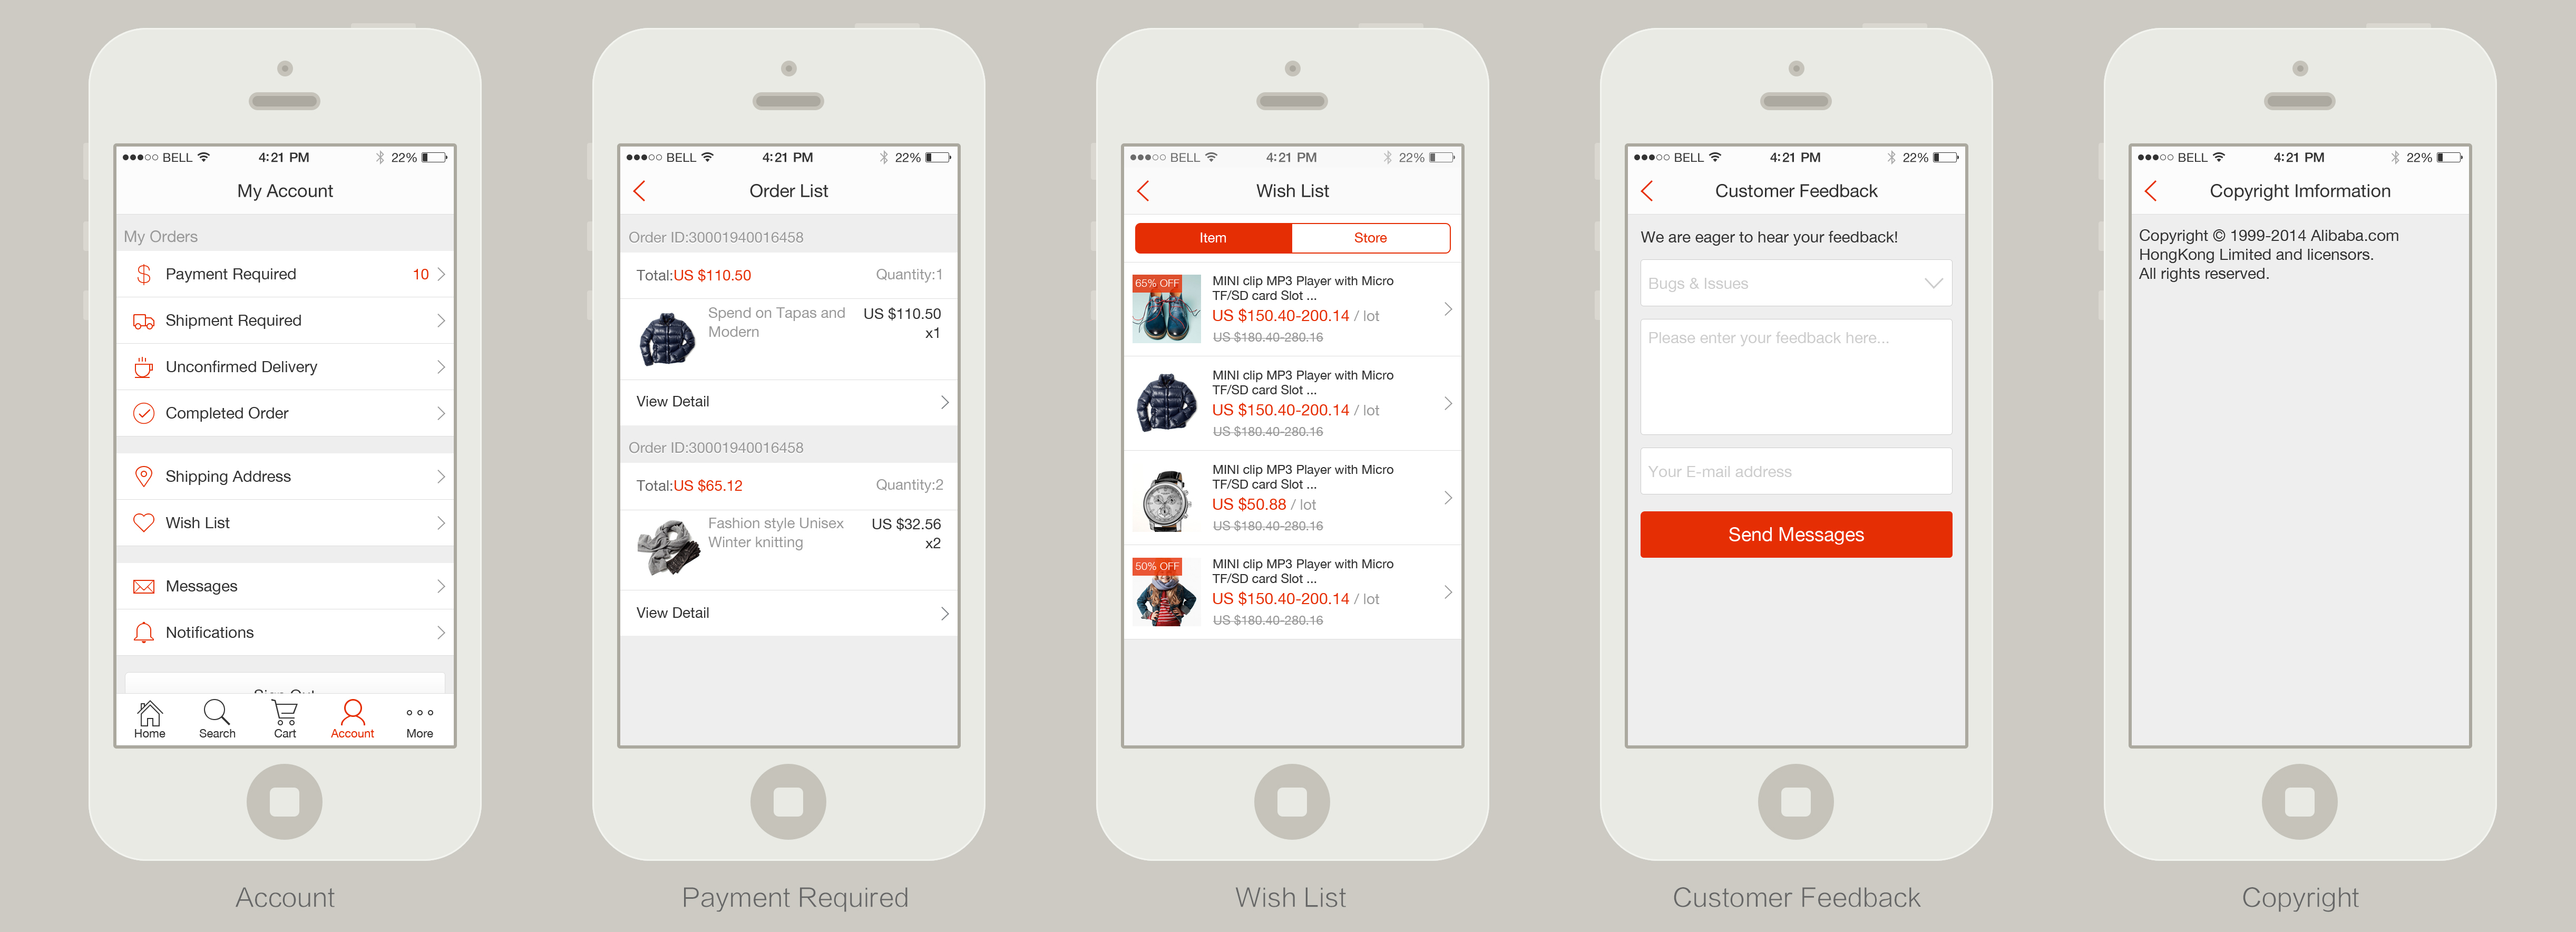 BELL 4:21 PM 22%
My Account
My Orders
Payment Required 10
Shipment Required
Unconfirmed Delivery
Completed Order
Shipping Address
Wish List
Messages
Notifications
Sign Out
Home Search Cart Account More
Account
BELL 4:21 PM 22%
Order List
Order ID:30001940016458
Total:US $110.50 Quantity:1
Spend on Tapas and US $110.50
Modern x1
View Detail
Order ID:30001940016458
Total:US $65.12 Quantity:2
Fashion style Unisex US $32.56
Winter knitting x2
View Detail
Payment Required
BELL 4:21 PM 22%
Wish List
Item Store
65% OFF
MINI clip MP3 Player with Micro
TF/SD card Slot ...
US $150.40-200.14 / lot
US $180.40-280.16
MINI clip MP3 Player with Micro
TF/SD card Slot ...
US $150.40-200.14 / lot
US $180.40-280.16
MINI clip MP3 Player with Micro
TF/SD card Slot ...
US $50.88 / lot
US $180.40-280.16
50% OFF
MINI clip MP3 Player with Micro
TF/SD card Slot ...
US $150.40-200.14 / lot
US $180.40-280.16
Wish List
BELL 4:21 PM 22%
Customer Feedback
We are eager to hear your feedback!
Bugs & Issues
Please enter your feedback here...
Your E-mail address
Send Messages
Customer Feedback
BELL 4:21 PM 22%
Copyright Imformation
Copyright © 1999-2014 Alibaba.com
HongKong Limited and licensors.
All rights reserved.
Copyright